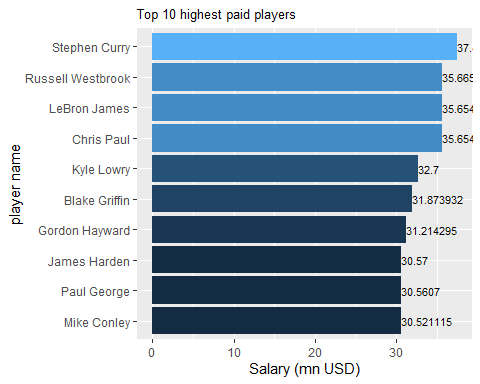 Top 10 highest paid players
player name
Stephen Curry 37.4
Russell Westbrook 35.665
LeBron James 35.654
Chris Paul 35.654
Kyle Lowry 32.7
Blake Griffin 31.873932
Gordon Hayward 31.214295
James Harden 30.57
Paul George 30.5607
Mike Conley 30.521115
0 10 20 30
Salary (mn USD)